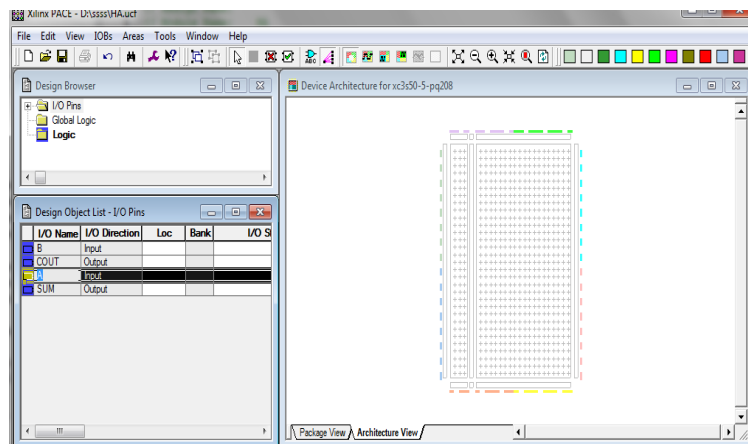 Xilinx PACE - D:\ssss\HA.ucf
File Edit View IOBs Areas Tools Window Help
ABC
Design Browser
I/O Pins
Global Logic
Logic
Design Object List - I/O Pins
I/O Name I/O Direction Loc Bank I/O S
B Input
COUT Output
A Input
SUM Output
Device Architecture for xc3s50-5-pq208
Package View Architecture View